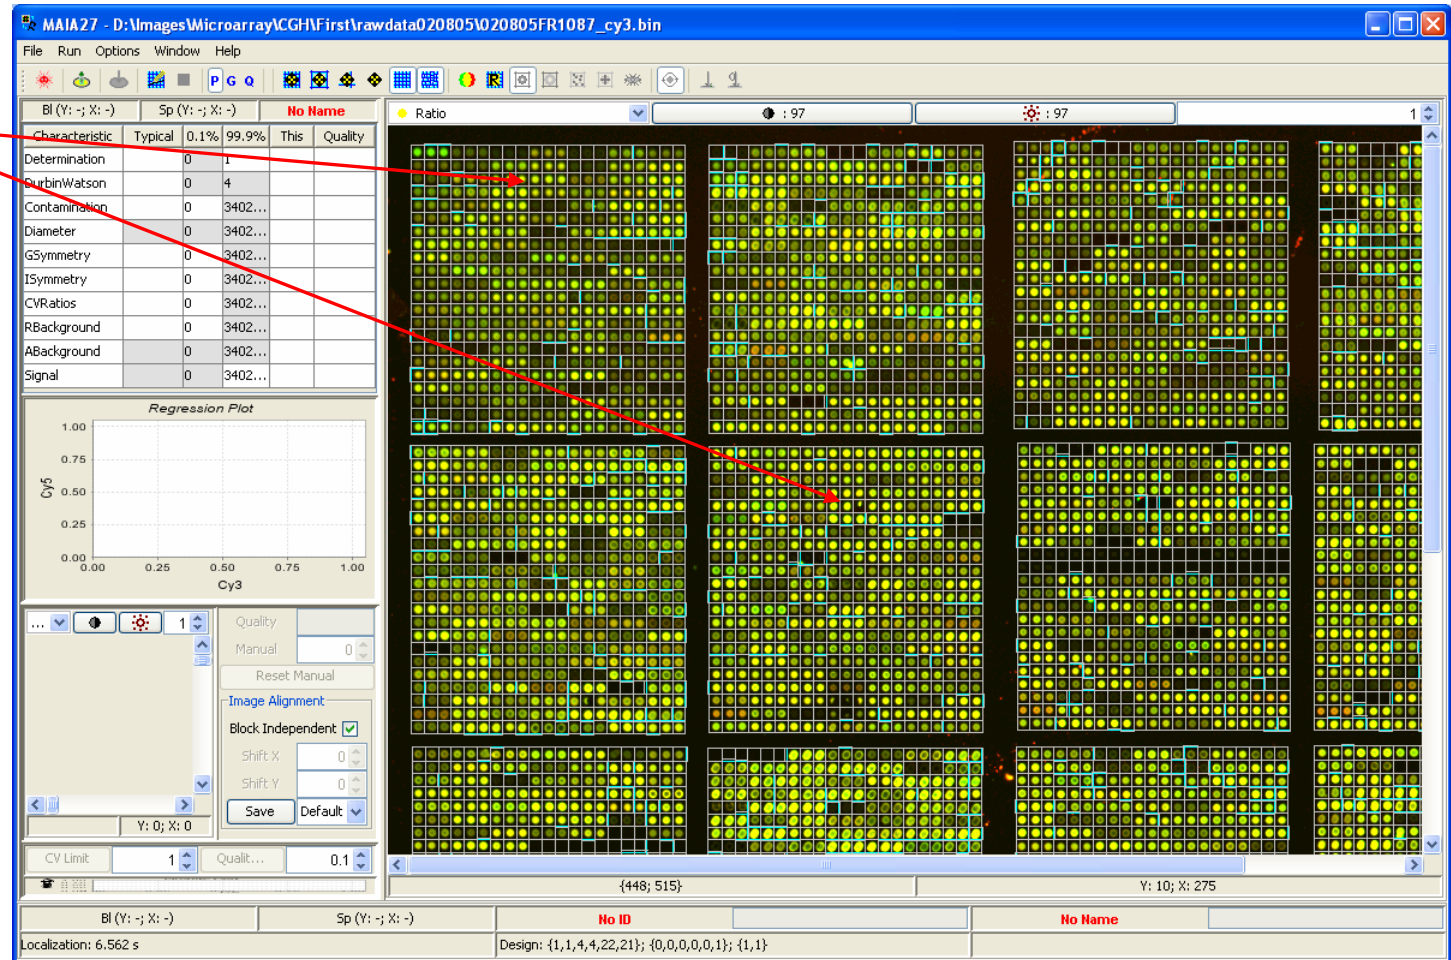 MAIA27 - D:\Images\Microarray\CGH\First\rawdata020805\020805FR1087_cy3.bin
File Run Options Window Help
P G Q
Bl (Y: -; X: -) Sp (Y: -; X: -) No Name
Ratio : 97 : 97 1
Characteristic Typical 0.1% 99.9% This Quality
Determination 0 1
DurbinWatson 0 4
Contamination 0 3402...
Diameter 0 3402...
GSymmetry 0 3402...
ISymmetry 0 3402...
CVRatios 0 3402...
RBackground 0 3402...
ABackground 0 3402...
Signal 0 3402...
Regression Plot
1.00
0.75
0.50
0.25
0.00
Cy5
0.00 0.25 0.50 0.75 1.00
Cy3
... 1
Quality
Manual 0
Reset Manual
Image Alignment
Block Independent
Shift X 0
Shift Y 0
Save Default
Y: 0; X: 0
CV Limit 1 Qualit... 0.1
{448; 515} Y: 10; X: 275
Bl (Y: -; X: -) Sp (Y: -; X: -) No ID No Name
Localization: 6.562 s Design: {1,1,4,4,22,21}; {0,0,0,0,0,1}; {1,1}